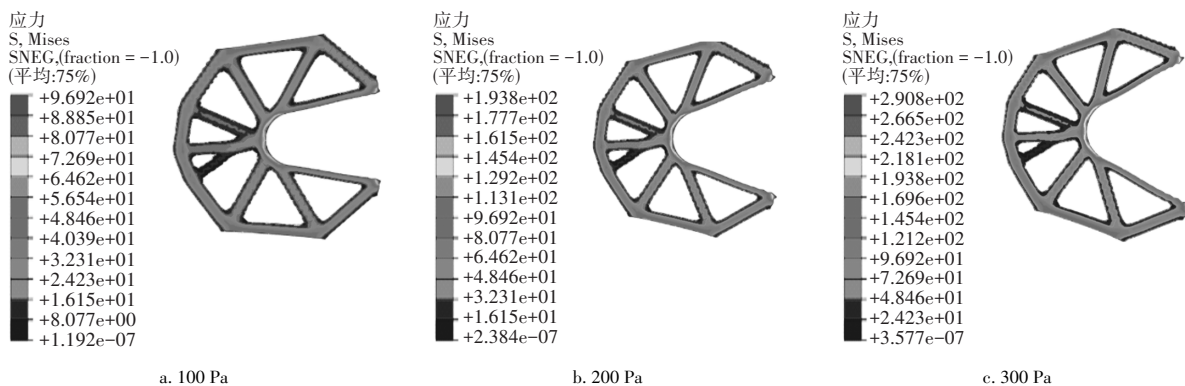 应力
S, Mises
SNEG,(fraction = −1.0)
(平均:75%)
+9.692e+01
+8.885e+01
+8.077e+01
+7.269e+01
+6.462e+01
+5.654e+01
+4.846e+01
+4.039e+01
+3.231e+01
+2.423e+01
+1.615e+01
+8.077e+00
+1.192e−07
a. 100 Pa
应力
S, Mises
SNEG,(fraction = −1.0)
(平均:75%)
+1.938e+02
+1.777e+02
+1.615e+02
+1.454e+02
+1.292e+02
+1.131e+02
+9.692e+01
+8.077e+01
+6.462e+01
+4.846e+01
+3.231e+01
+1.615e+01
+2.384e−07
b. 200 Pa
应力
S, Mises
SNEG,(fraction = −1.0)
(平均:75%)
+2.908e+02
+2.665e+02
+2.423e+02
+2.181e+02
+1.938e+02
+1.696e+02
+1.454e+02
+1.212e+02
+9.692e+01
+7.269e+01
+4.846e+01
+2.423e+01
+3.577e−07
c. 300 Pa